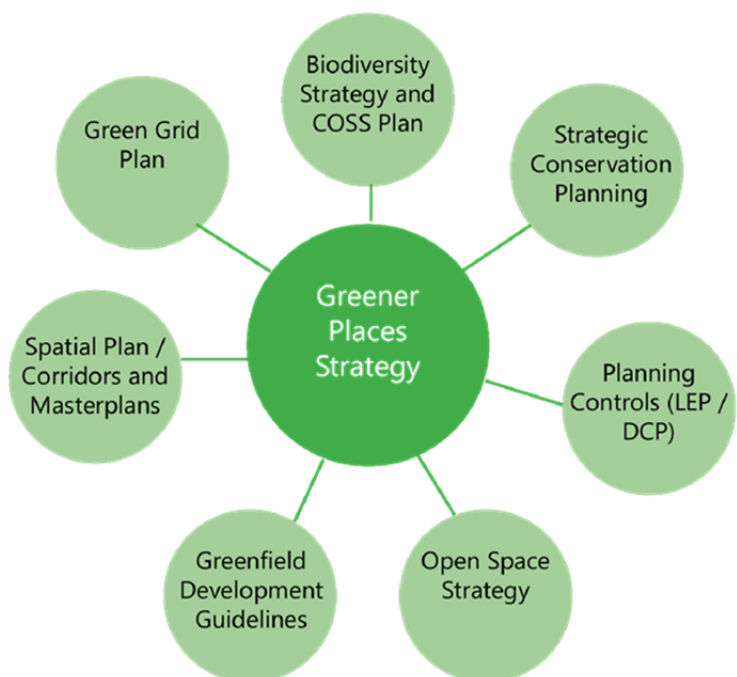 Biodiversity
Strategy and
COSS Plan
Green Grid
Plan
Strategic
Conservation
Planning
Greener
Places
Strategy
Spatial Plan /
Corridors and
Masterplans
Planning
Controls (LEP /
DCP)
Greenfield
Development
Guidelines
Open Space
Strategy